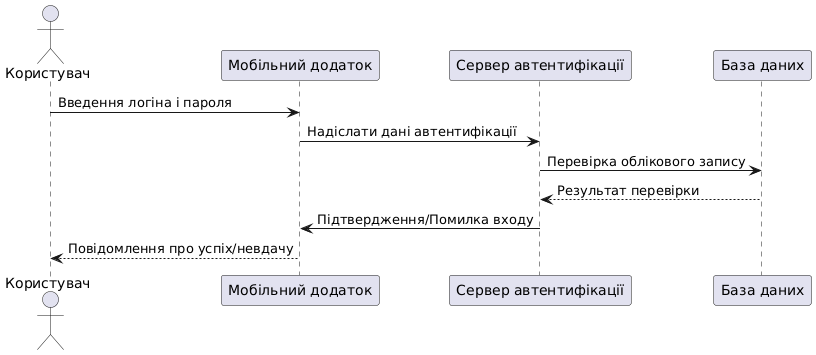 Користувач
Мобільний додаток
Сервер автентифікації
База даних
Введення логіна і пароля
Надіслати дані автентифікації
Перевірка облікового запису
Результат перевірки
Підтвердження/Помилка входу
Повідомлення про успіх/невдачу
Користувач
Мобільний додаток
Сервер автентифікації
База даних